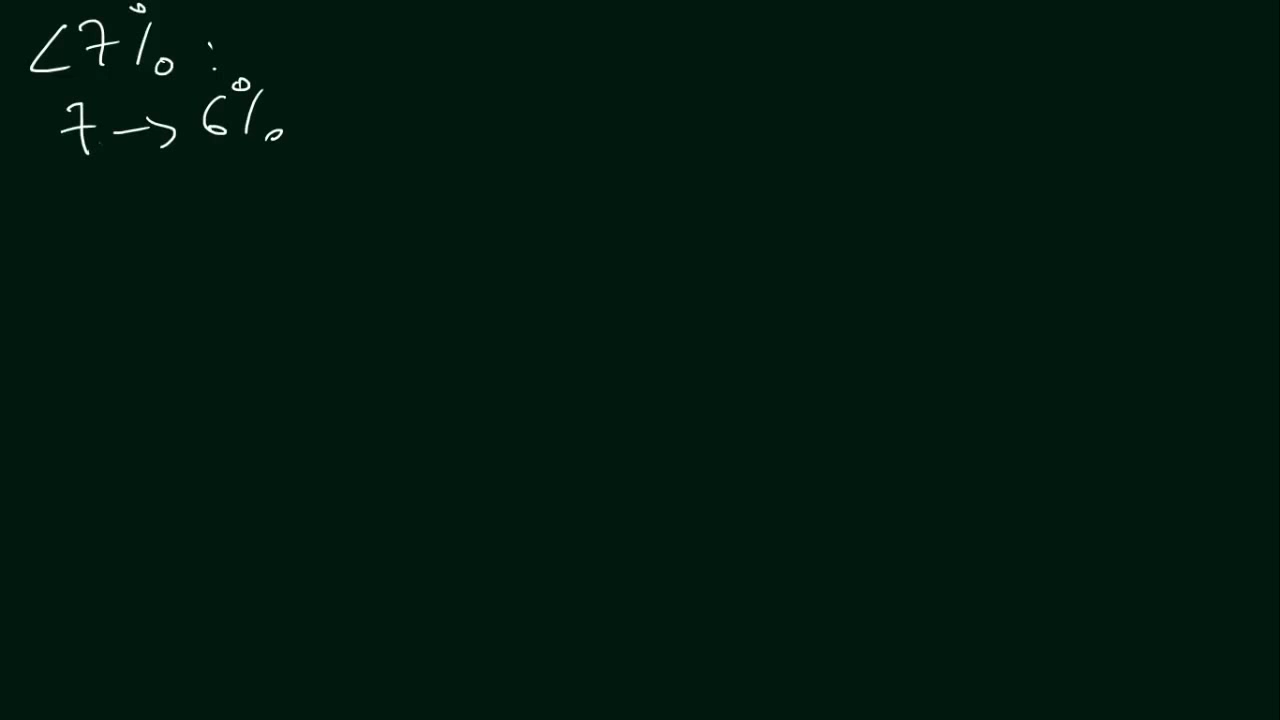 <7% :
7 → 6%